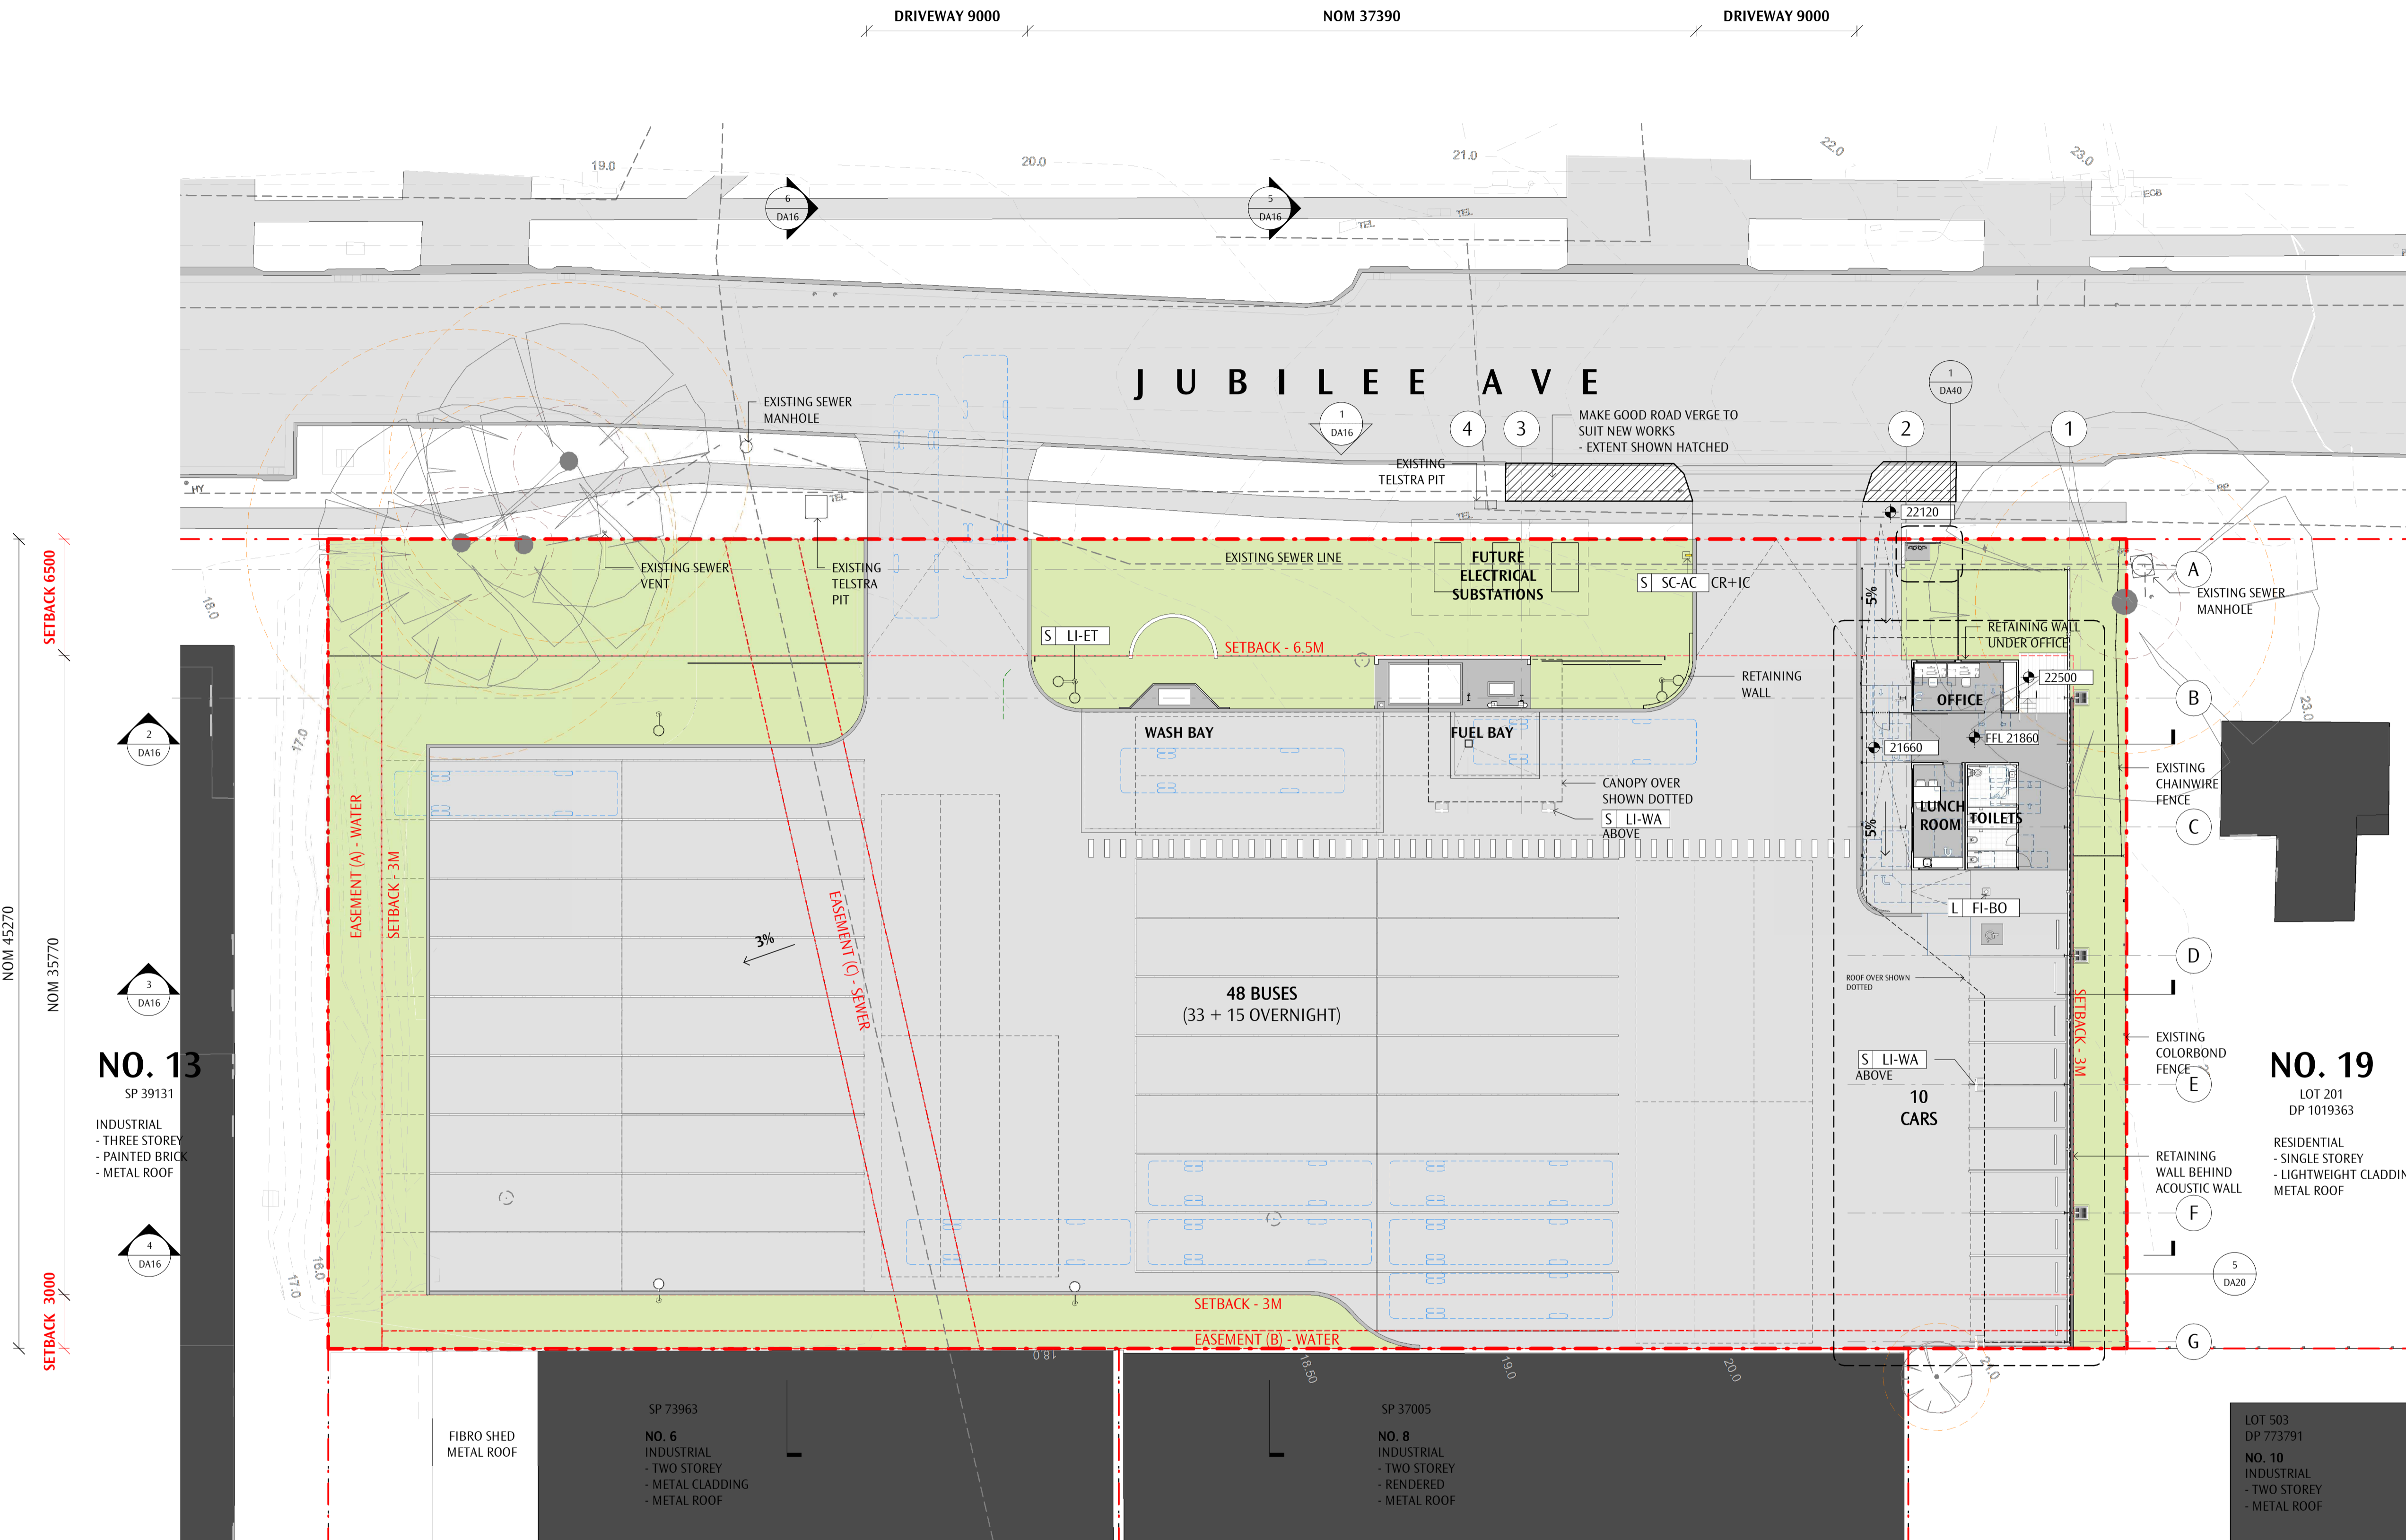 DRIVEWAY 9000
NOM 37390
DRIVEWAY 9000
19.0
20.0
21.0
22.0
23.0
ECB
6
DA16
5
DA16
TEL
TEL
JUBILEE AVE
EXISTING SEWER
MANHOLE
1
DA16
4
3
MAKE GOOD ROAD VERGE TO
SUIT NEW WORKS
- EXTENT SHOWN HATCHED
2
1
DA40
1
EXISTING
TELSTRA PIT
HY
TEL
TEL
PP
22120
SETBACK 6500
EXISTING SEWER
VENT
EXISTING
TELSTRA
PIT
EXISTING SEWER LINE
FUTURE
ELECTRICAL
SUBSTATIONS
S SC-AC CR+IC
5%
A
EXISTING SEWER
MANHOLE
18.0
S LI-ET
SETBACK - 6.5M
RETAINING WALL
UNDER OFFICE
RETAINING
WALL
22500
OFFICE
B
23.0
17.0
2
DA16
WASH BAY
FUEL BAY
21660
FFL 21860
EXISTING
CHAINWIRE
FENCE
CANOPY OVER
SHOWN DOTTED
S LI-WA
ABOVE
LUNCH
ROOM
TOILETS
5%
C
EASEMENT (A) - WATER
SETBACK - 3M
EASEMENT (C) - SEWER
3%
L FI-BO
NOM 45270
NOM 35770
D
ROOF OVER SHOWN
DOTTED
3
DA16
48 BUSES
(33 + 15 OVERNIGHT)
SETBACK - 3M
EXISTING
COLORBOND
FENCE
NO. 13
SP 39131
INDUSTRIAL
- THREE STOREY
- PAINTED BRICK
- METAL ROOF
S LI-WA
ABOVE
10
CARS
E
NO. 19
LOT 201
DP 1019363
RESIDENTIAL
- SINGLE STOREY
- LIGHTWEIGHT CLADDIN
METAL ROOF
RETAINING
WALL BEHIND
ACOUSTIC WALL
F
4
DA16
16.0
17.0
5
DA20
SETBACK 3000
SETBACK - 3M
EASEMENT (B) - WATER
G
18.0
18.50
19.0
20.0
21.0
FIBRO SHED
METAL ROOF
SP 73963
NO. 6
INDUSTRIAL
- TWO STOREY
- METAL CLADDING
- METAL ROOF
SP 37005
NO. 8
INDUSTRIAL
- TWO STOREY
- RENDERED
- METAL ROOF
LOT 503
DP 773791
NO. 10
INDUSTRIAL
- TWO STOREY
- METAL ROOF